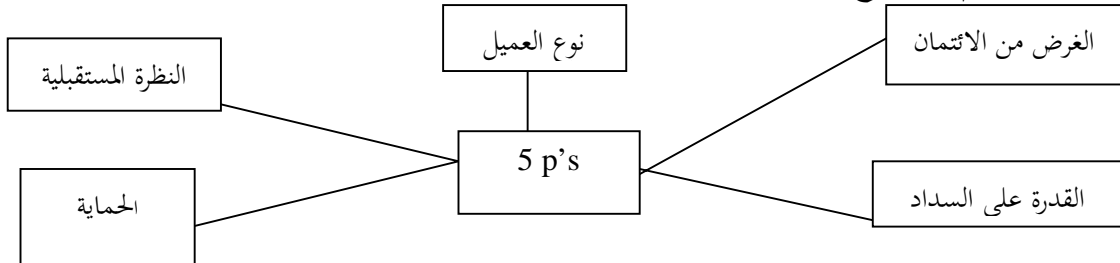 الغرض من الائتمان
نوع العميل
النظرة المستقبلية
5 p’s
القدرة على السداد
الحماية